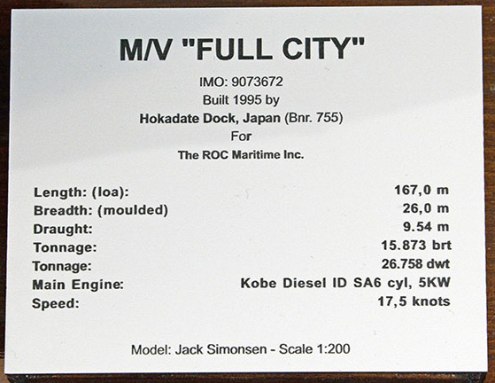 M/V "FULL CITY"
IMO: 9073672
Built 1995 by
Hokadate Dock, Japan (Bnr. 755)
For
The ROC Maritime Inc.
Length: (loa): 167,0 m
Breadth: (moulded) 26,0 m
Draught: 9.54 m
Tonnage: 15.873 brt
Tonnage: 26.758 dwt
Main Engine: Kobe Diesel ID SA6 cyl, 5KW
Speed: 17,5 knots
Model: Jack Simonsen - Scale 1:200